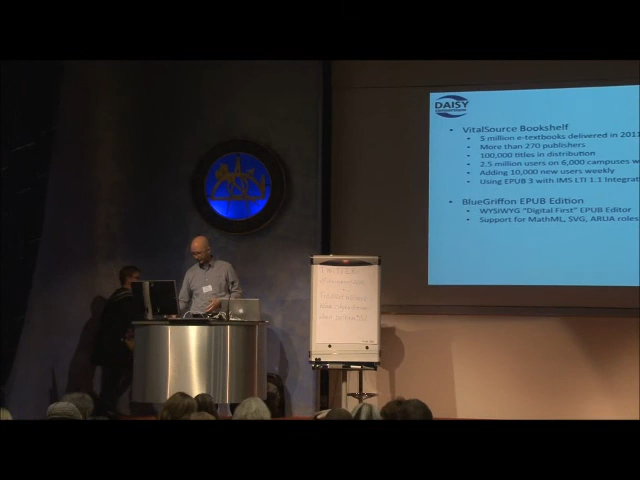 DAISY
VitalSource Bookshelf
5 million e-textbooks delivered in 2011
More than 270 publishers
100,000 titles in distribution
2.5 million users on 6,000 campuses w
Adding 10,000 new users weekly
Using EPUB 3 with IMS LTI 1.1 Integrat
BlueGriffon EPUB Edition
WYSIWYG "Digital First" EPUB Editor
Support for MathML, SVG, ARIA roles